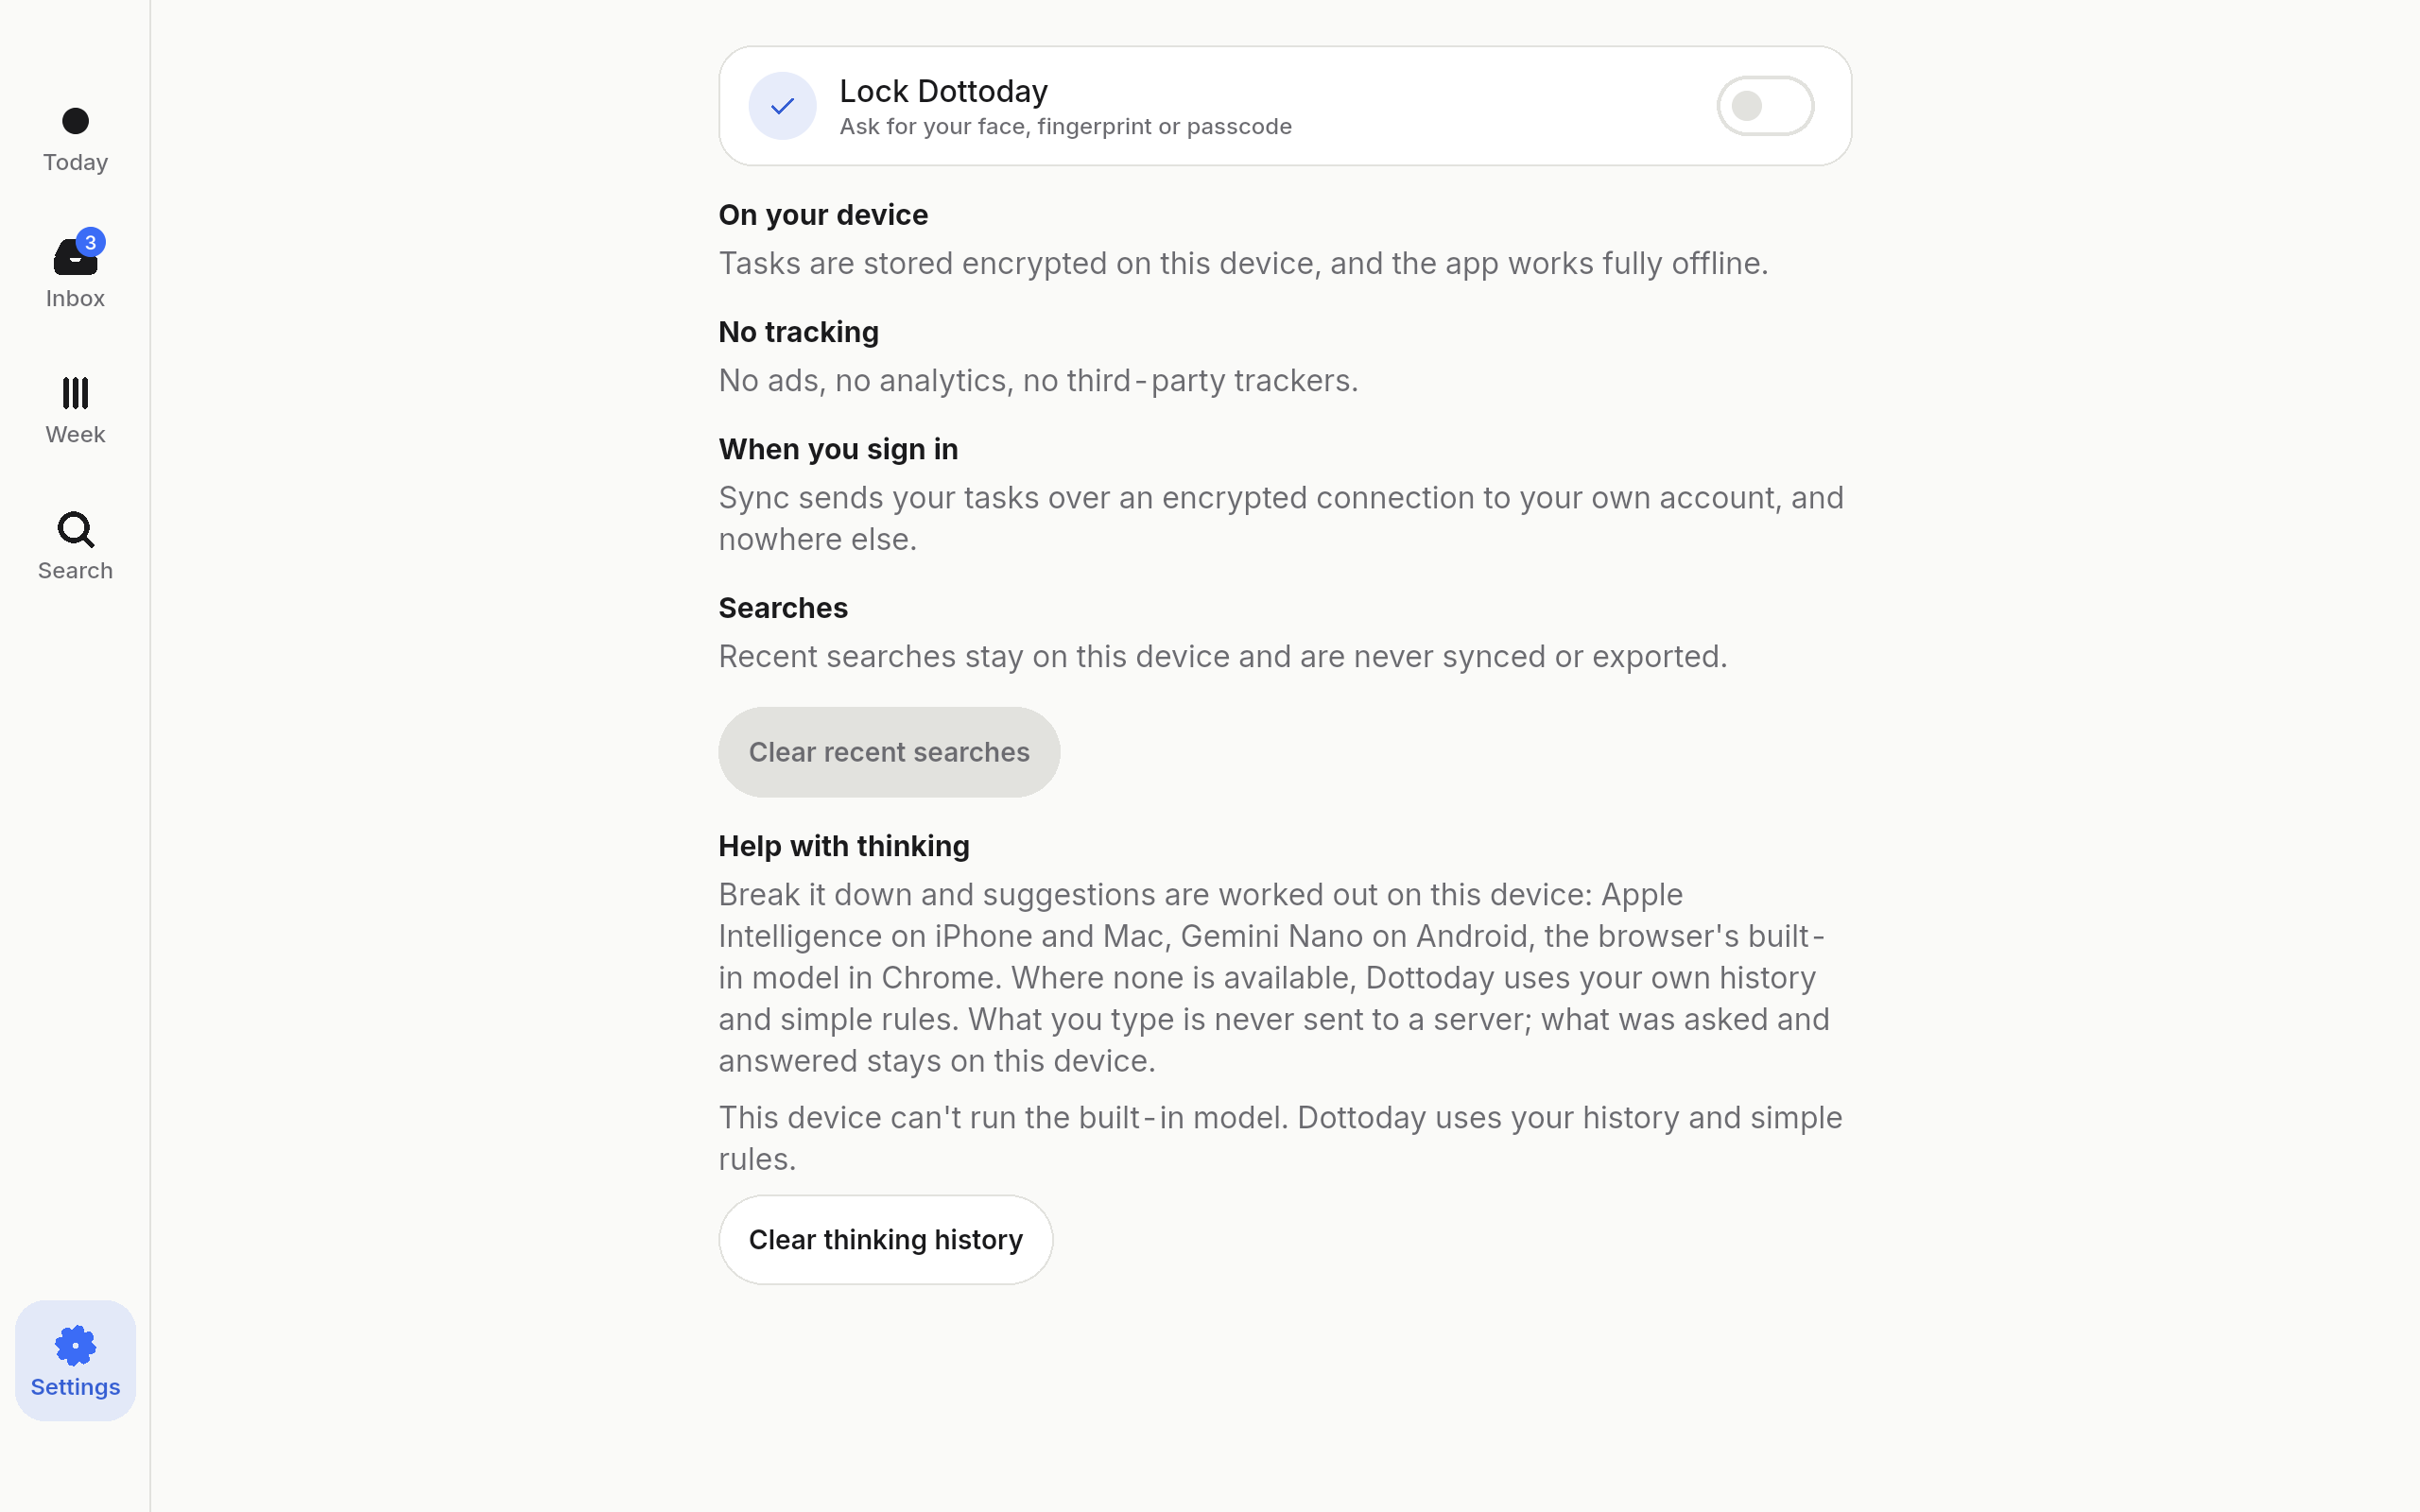 Today
3
Inbox
Week
Search
Settings
Lock Dottoday
Ask for your face, fingerprint or passcode
On your device
Tasks are stored encrypted on this device, and the app works fully offline.
No tracking
No ads, no analytics, no third-party trackers.
When you sign in
Sync sends your tasks over an encrypted connection to your own account, and
nowhere else.
Searches
Recent searches stay on this device and are never synced or exported.
Clear recent searches
Help with thinking
Break it down and suggestions are worked out on this device: Apple
Intelligence on iPhone and Mac, Gemini Nano on Android, the browser's built-
in model in Chrome. Where none is available, Dottoday uses your own history
and simple rules. What you type is never sent to a server; what was asked and
answered stays on this device.
This device can't run the built-in model. Dottoday uses your history and simple
rules.
Clear thinking history